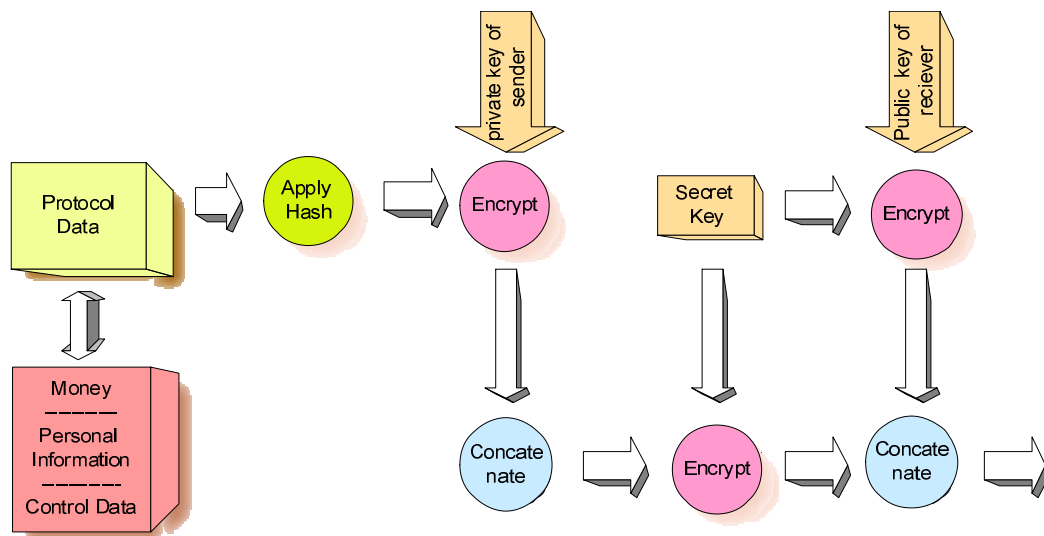 private key of
sender
Public key of
reciever
Protocol
Data
Apply
Hash
Encrypt
Secret
Key
Encrypt
Money
Personal
Information
Control Data
Concate
nate
Encrypt
Concate
nate